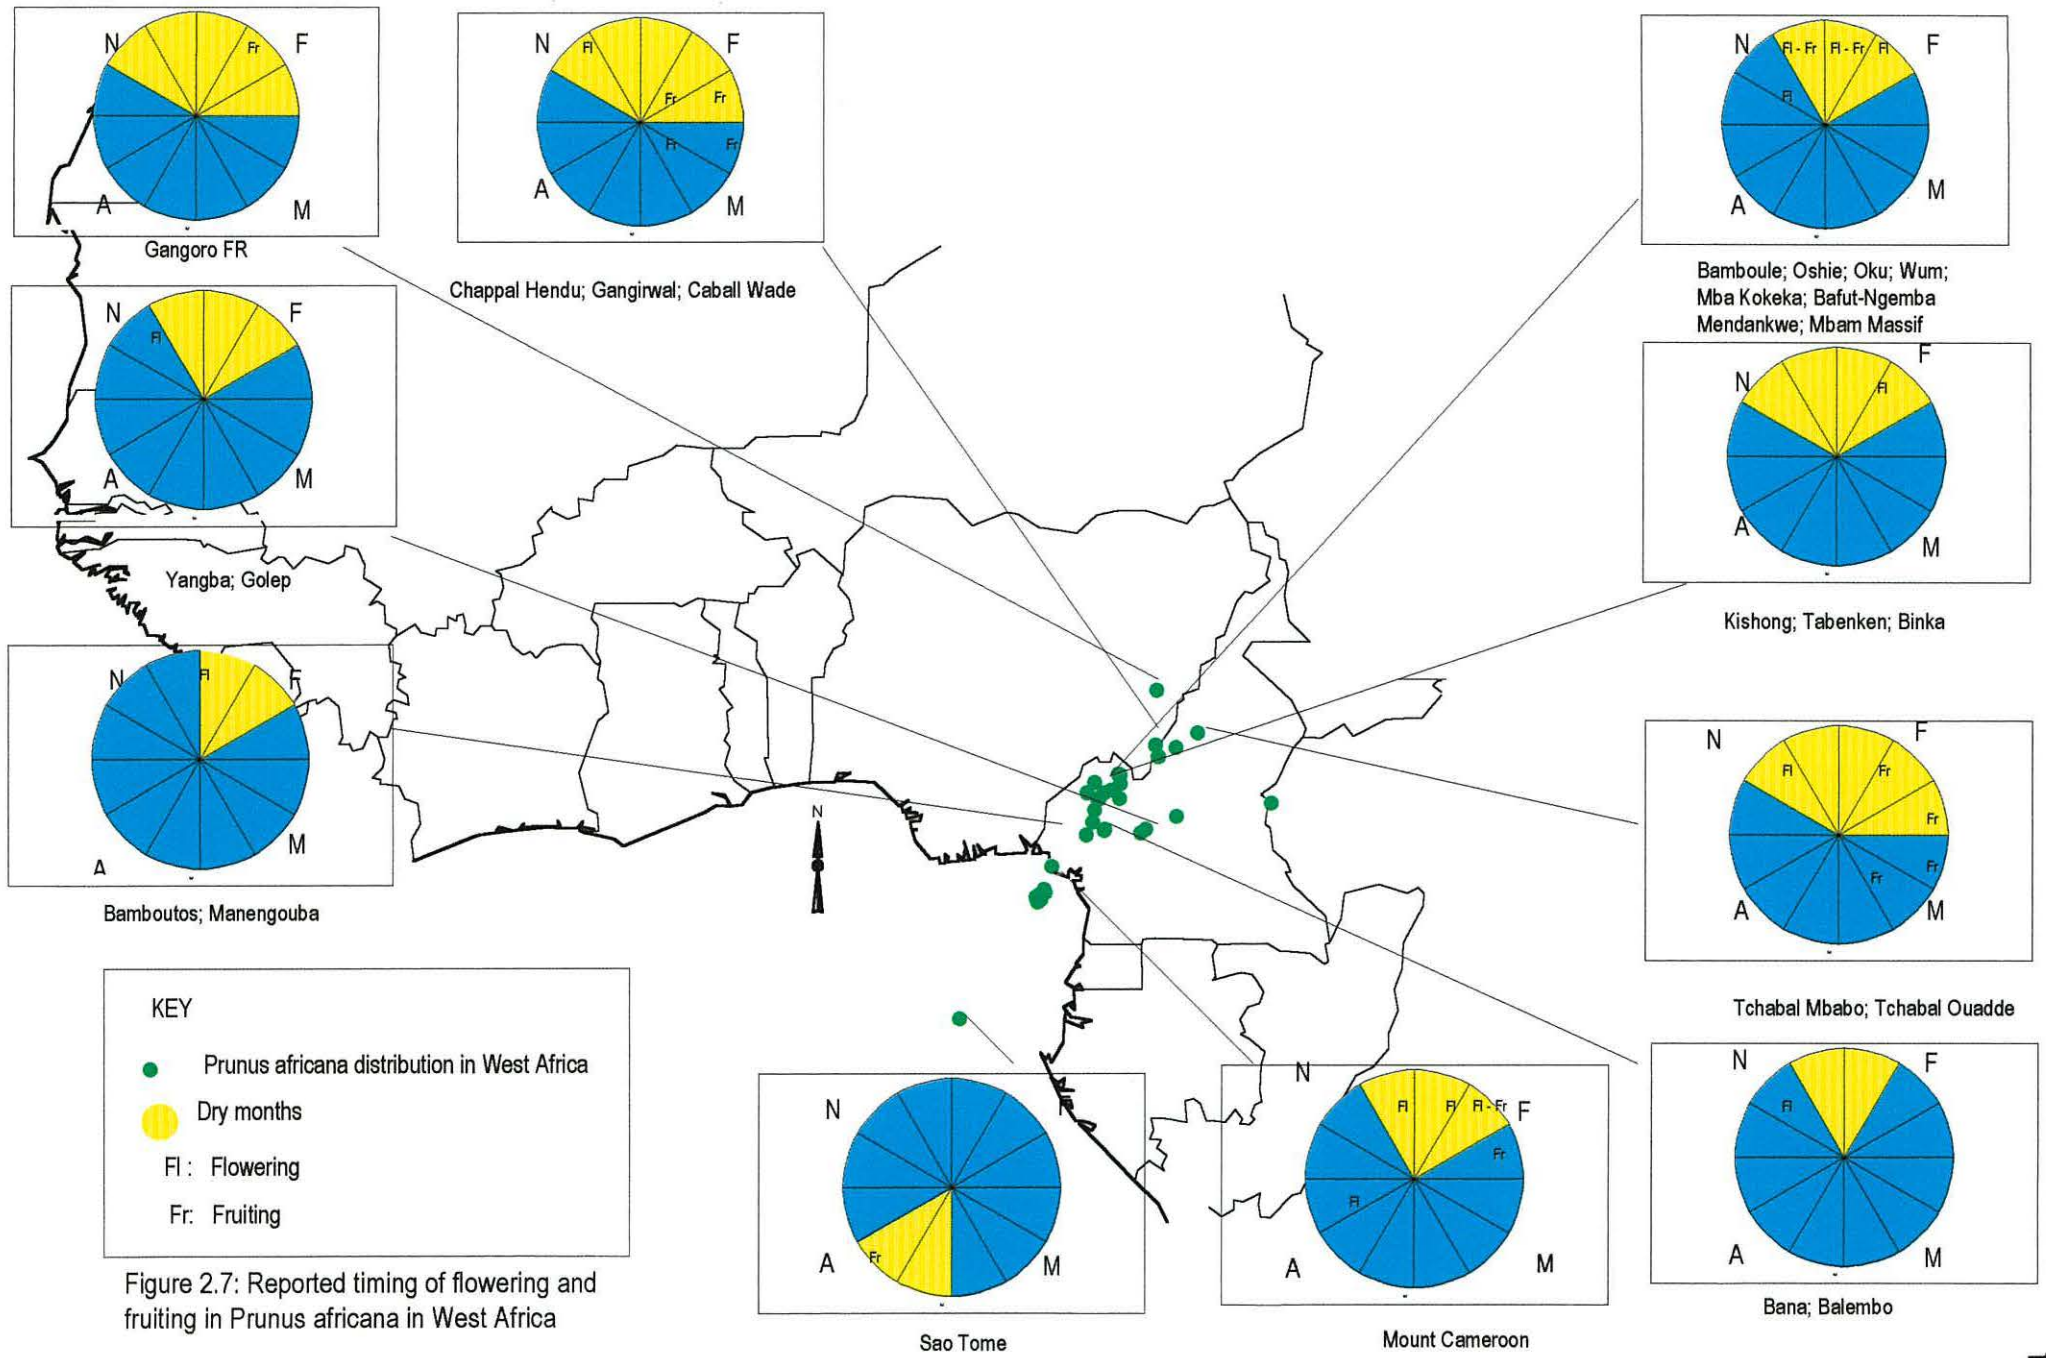 N
Fr
F
A
M
Gangoro FR
N
Fl
F
Fr
Fr
Fr
Fr
A
M
Chappal Hendu; Gangirwal; Caball Wade
N
Fl - Fr
Fl - Fr
Fl
F
Fl
A
M
Bamboule; Oshie; Oku; Wum;
Mba Kokeka; Bafut-Ngemba
Mendankwe; Mbam Massif
N
F
Fl
A
M
Yangba; Golep
F
N
Fl
A
M
Kishong; Tabenken; Binka
N
Fl
F
A
M
Bamboutos; Manengouba
N
F
Fl
Fr
Fr
Fr
Fr
A
M
Tchabal Mbabo; Tchabal Ouadde
N
KEY
Prunus africana distribution in West Africa
Dry months
Fl : Flowering
Fr: Fruiting
Figure 2.7: Reported timing of flowering and
fruiting in Prunus africana in West Africa
N
A
Fr
M
Sao Tome
N
Fl
Fl
Fl - Fr
F
Fr
Fl
A
M
Mount Cameroon
N
F
Fl
A
M
Bana; Balembo